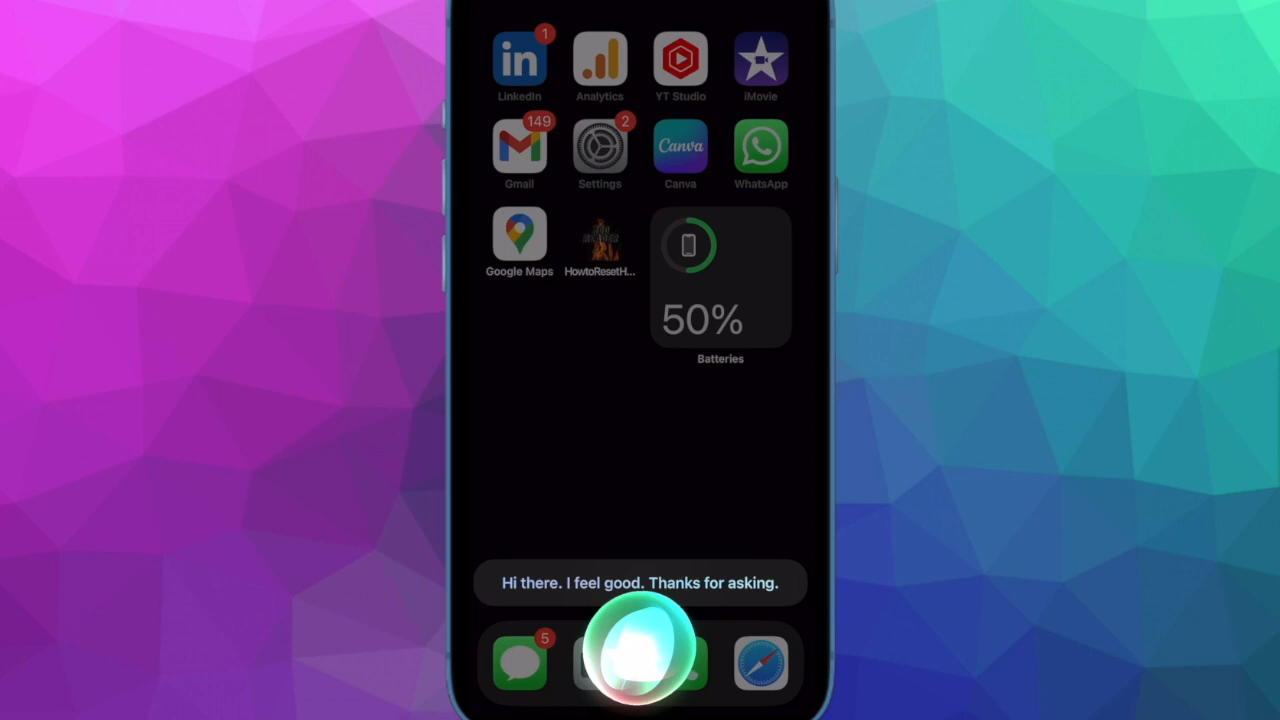 1
in
LinkedIn
Analytics
YT Studio
iMovie
149
2
Canva
Gmail
Settings
Canva
WhatsApp
Google Maps
HowtoResetH...
50%
Batteries
Hi there. I feel good. Thanks for asking.
5